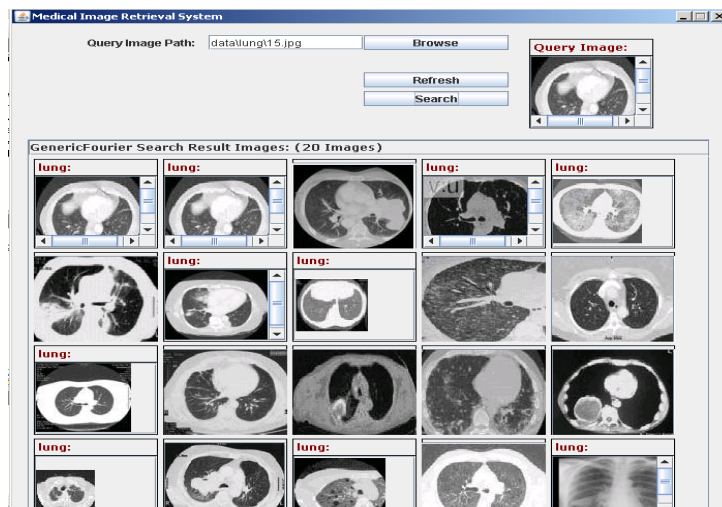 Medical Image Retrieval System
Query Image Path: data\lung\15.jpg Browse
Query Image:
Refresh
Search
GenericFourier Search Result Images: (20 Images)
lung: lung: lung: lung:
lung: lung:
lung:
lung: lung: lung: